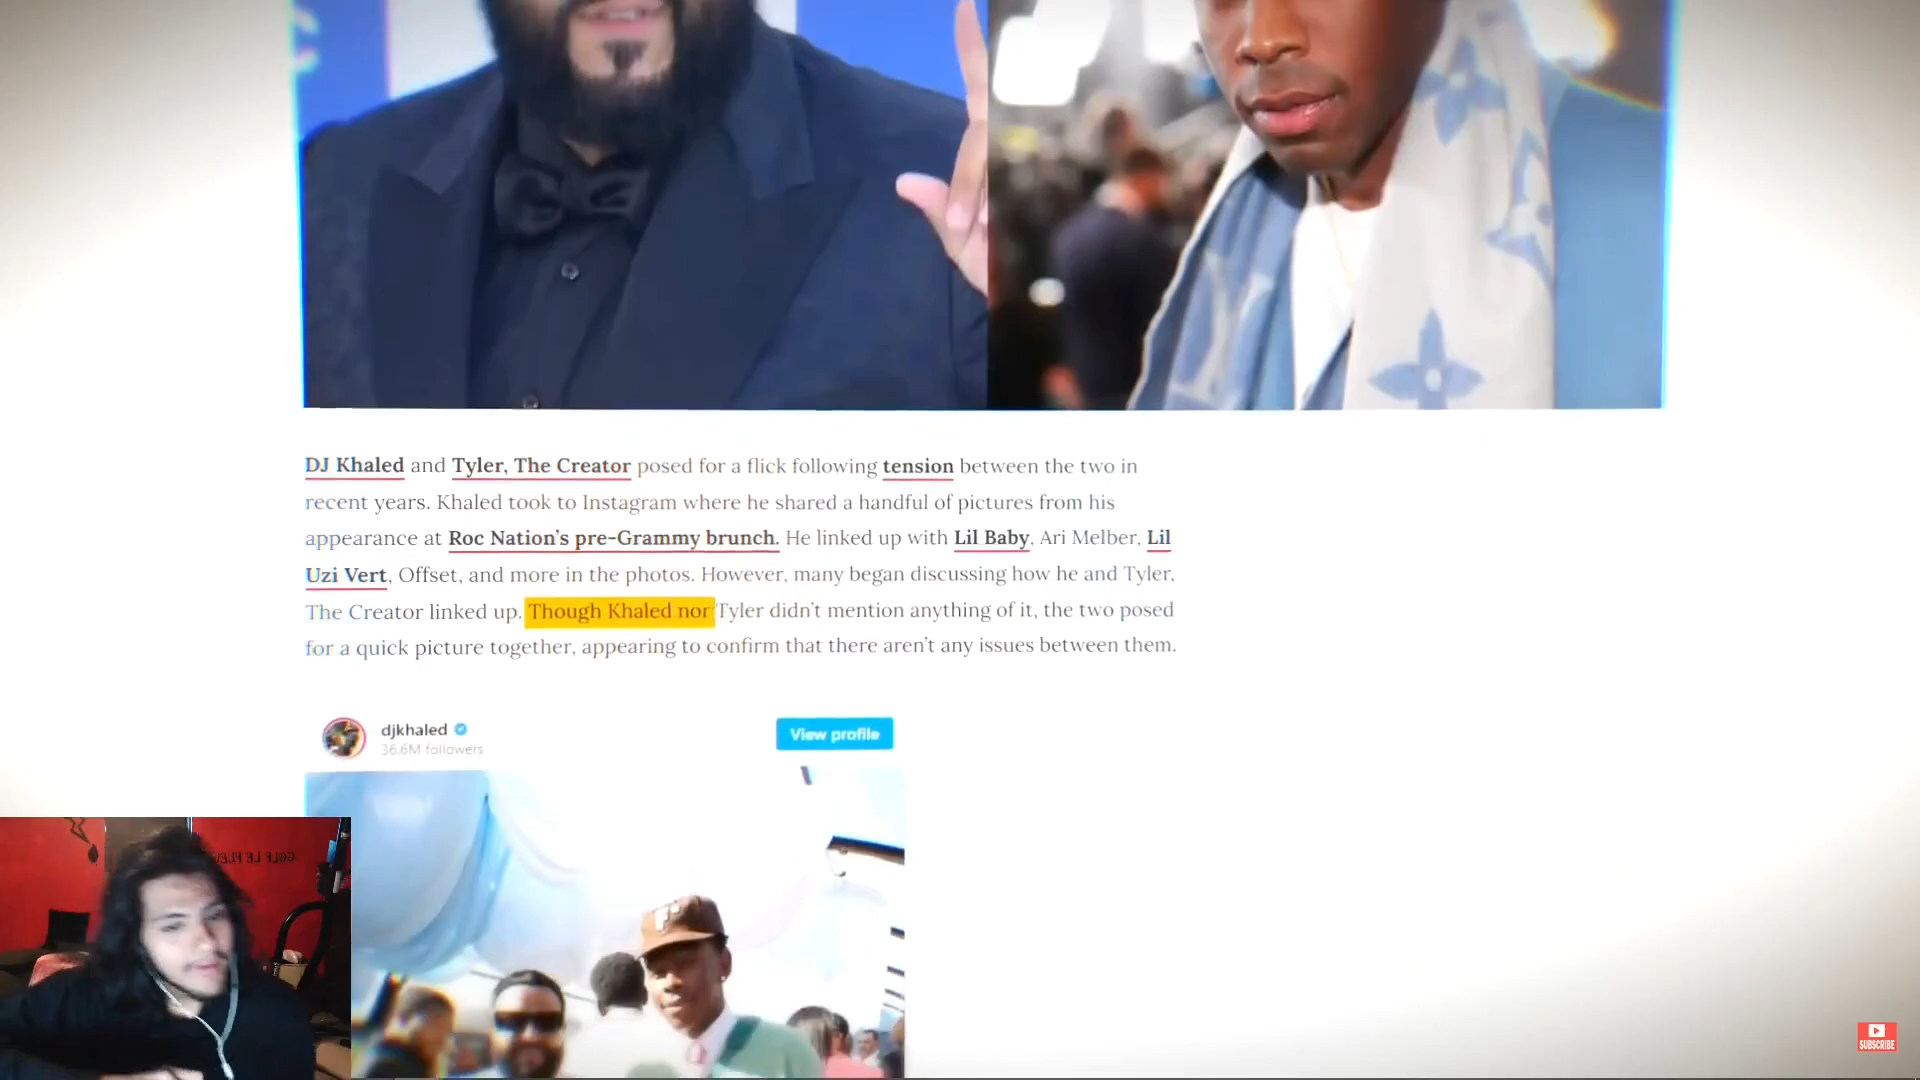 DJ Khaled and Tyler, The Creator posed for a flick following tension between the two in
recent years. Khaled took to Instagram where he shared a handful of pictures from his
appearance at Roc Nation’s pre-Grammy brunch. He linked up with Lil Baby, Ari Melber, Lil
Uzi Vert, Offset, and more in the photos. However, many began discussing how he and Tyler,
The Creator linked up. Though Khaled nor Tyler didn’t mention anything of it, the two posed
for a quick picture together, appearing to confirm that there aren’t any issues between them.
djkhaled
View profile
36.6M followers
GOLF LE FLEU
SUBSCRIBE